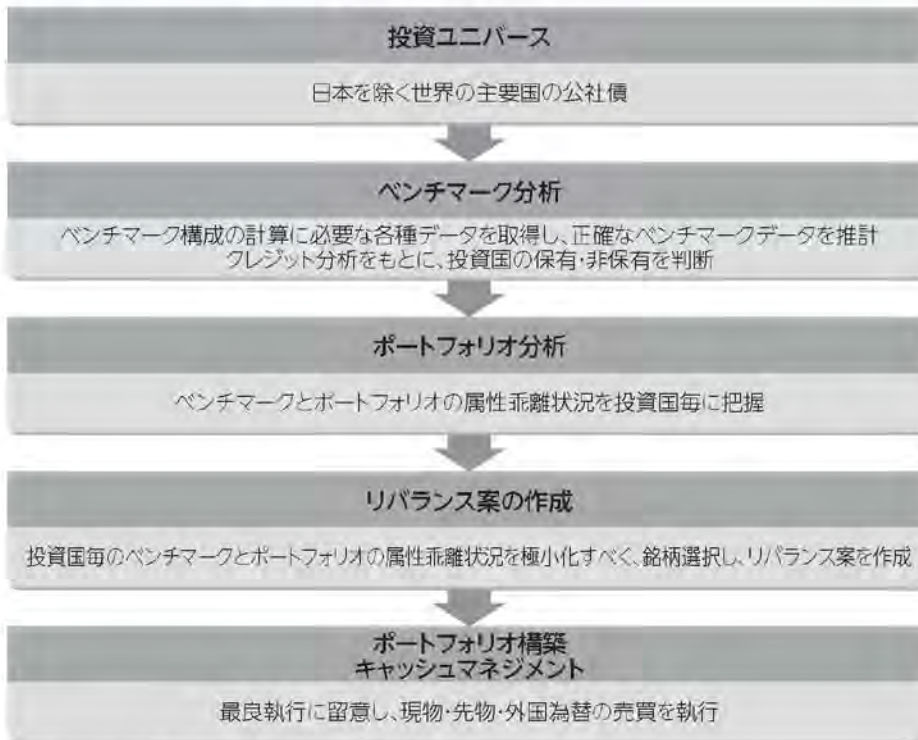 投資ユニバース
日本を除く世界の主要国の公社債
ベンチマーク分析
ベンチマーク構成の計算に必要な各種データを取得し、正確なベンチマークデータを推計
クレジット分析をもとに、投資国の保有・非保有を判断
ポートフォリオ分析
ベンチマークとポートフォリオの属性乖離状況を投資国毎に把握
リバランス案の作成
投資国毎のベンチマークとポートフォリオの属性乖離状況を極小化すべく、銘柄選択し、リバランス案を作成
ポートフォリオ構築
キャッシュマネジメント
最良執行に留意し、現物・先物・外国為替の売買を執行